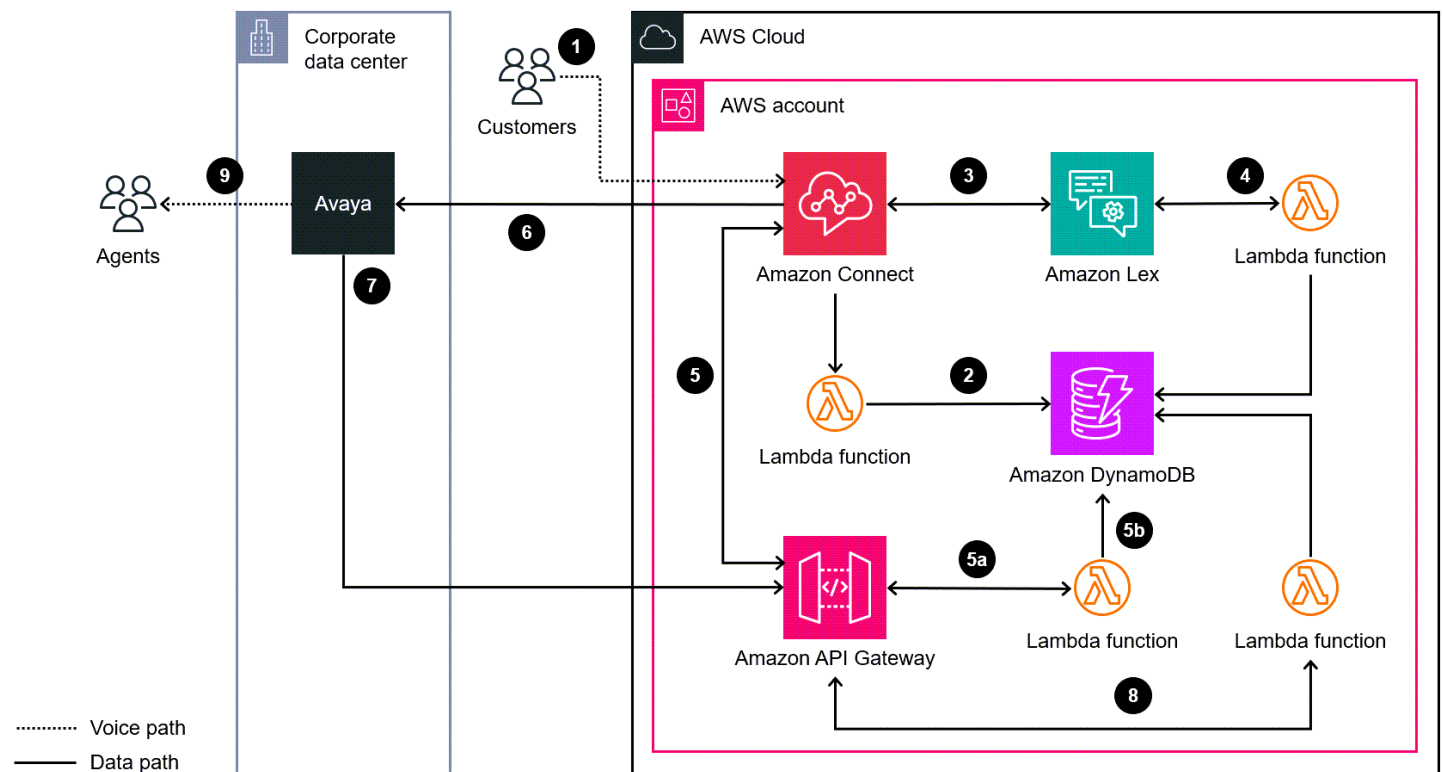 Corporate
data center
AWS Cloud
1
AWS account
Customers
9
Avaya
3
4
6
Agents
7
Amazon Connect
Amazon Lex
Lambda function
5
2
Lambda function
Amazon DynamoDB
5b
5a
</>
Lambda function
Lambda function
Amazon API Gateway
8
Voice path
Data path